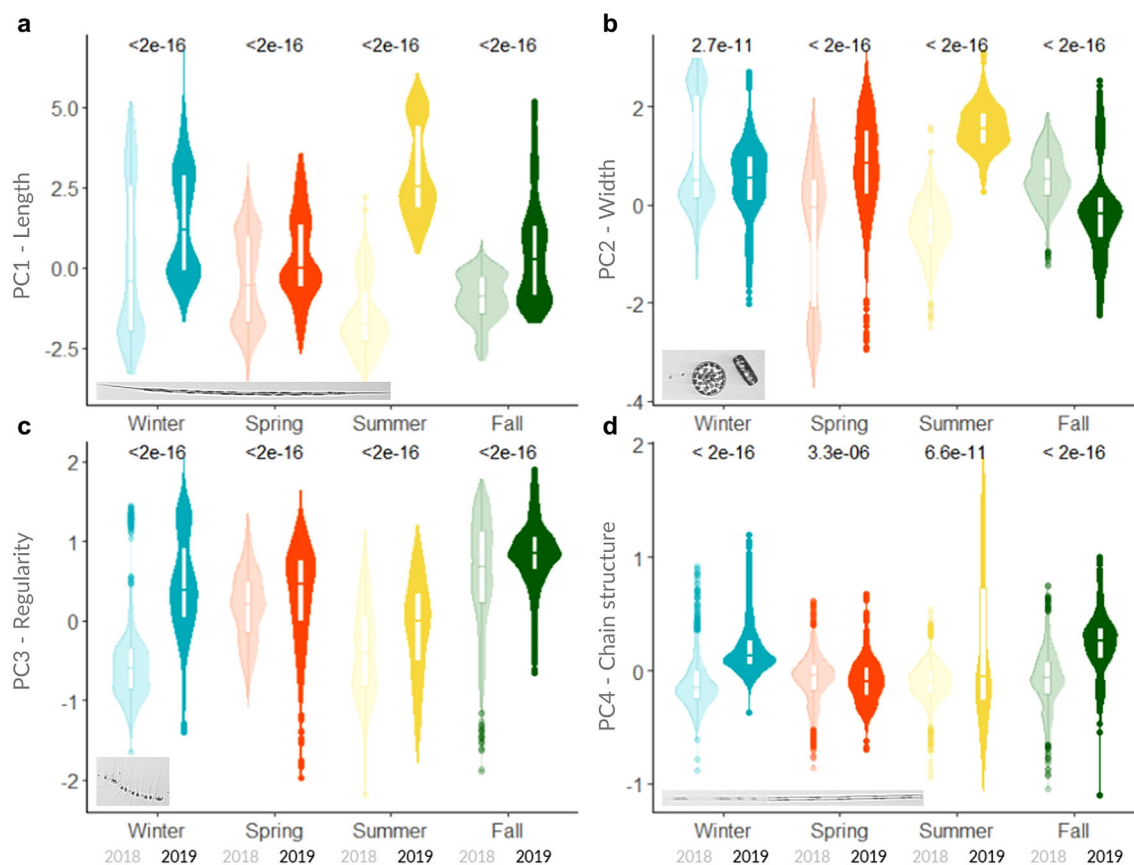 a
<2e-16 <2e-16 <2e-16 <2e-16
PC1 - Length
5.0
2.5
0.0
-2.5
Winter Spring Summer Fall
b
2.7e-11 < 2e-16 < 2e-16 < 2e-16
PC2 - Width
2
0
-2
-4
Winter Spring Summer Fall
c
<2e-16 <2e-16 <2e-16 <2e-16
PC3 - Regularity
2
1
0
-1
-2
Winter Spring Summer Fall
2018 2019 2018 2019 2018 2019 2018 2019
d
< 2e-16 3.3e-06 6.6e-11 < 2e-16
PC4 - Chain structure
2
1
0
-1
Winter Spring Summer Fall
2018 2019 2018 2019 2018 2019 2018 2019